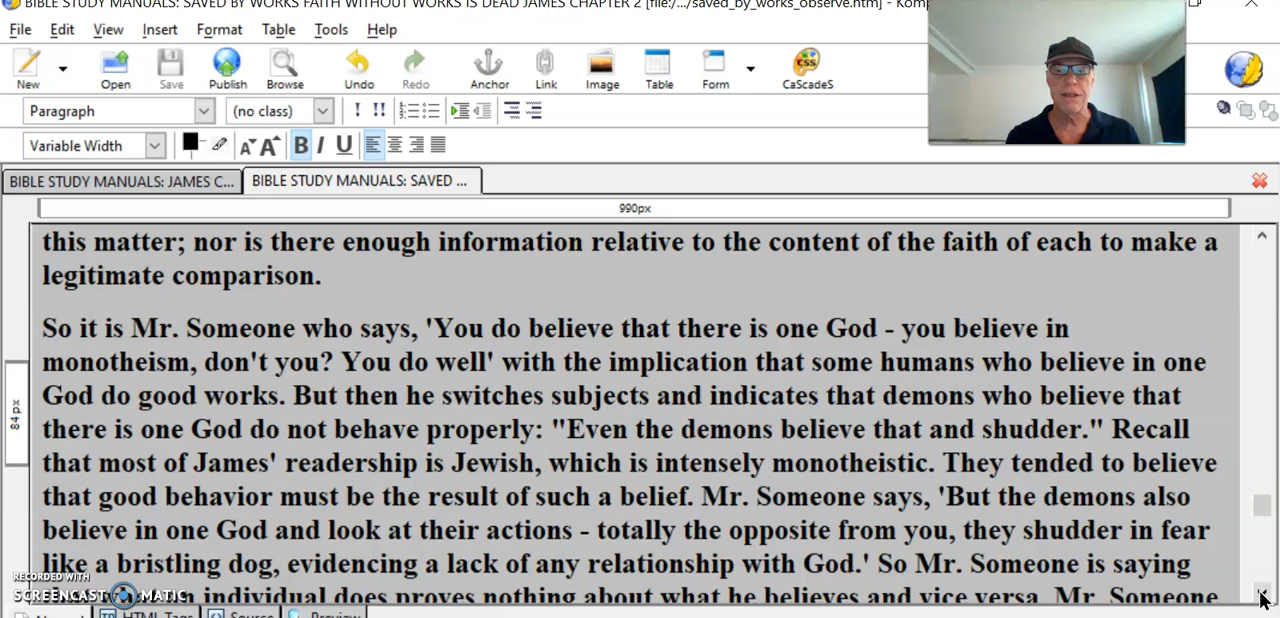 BIBLE STUDY MANUALS: SAVED BY WORKS FAITH WITHOUT WORKS IS DEAD JAMES CHAPTER 2 [file:/.../saved_by_works_observe.htm] - Kom
File Edit View Insert Format Table Tools Help
New Open Save Publish Browse Undo Redo Anchor Link Image Table Form CaScadeS
Paragraph (no class) ! !!
Variable Width A A B I U
BIBLE STUDY MANUALS: JAMES C... BIBLE STUDY MANUALS: SAVED ...
990px
84 px
this matter; nor is there enough information relative to the content of the faith of each to make a
legitimate comparison.
So it is Mr. Someone who says, 'You do believe that there is one God - you believe in
monotheism, don't you? You do well' with the implication that some humans who believe in one
God do good works. But then he switches subjects and indicates that demons who believe that
there is one God do not behave properly: "Even the demons believe that and shudder." Recall
that most of James' readership is Jewish, which is intensely monotheistic. They tended to believe
that good behavior must be the result of such a belief. Mr. Someone says, 'But the demons also
believe in one God and look at their actions - totally the opposite from you, they shudder in fear
like a bristling dog, evidencing a lack of any relationship with God.' So Mr. Someone is saying
individual does proves nothing about what he believes and vice versa. Mr. Someone
RECORDED WITH
SCREENCAST MATIC
HTML Tags Source Preview